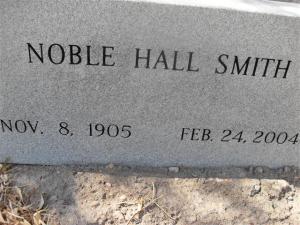 NOBLE HALL SMITH
NOV. 8, 1905 FEB. 24, 2004